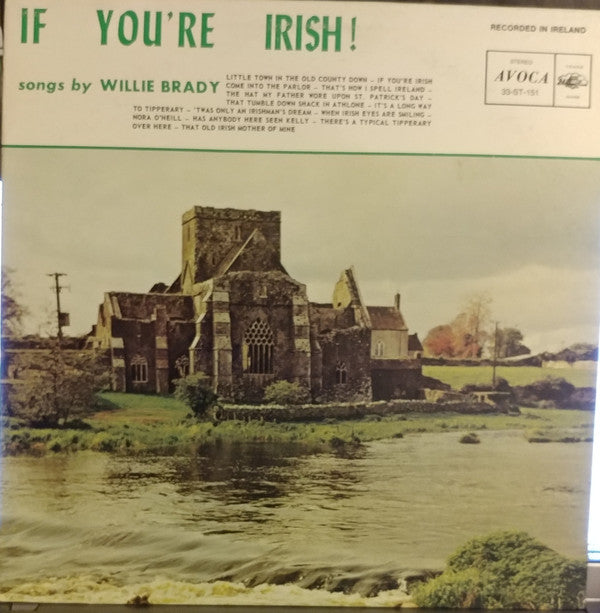 IF YOU'RE IRISH!
RECORDED IN IRELAND
songs by WILLIE BRADY
LITTLE TOWN IN THE OLD COUNTY DOWN – IF YOU'RE IRISH
COME INTO THE PARLOR – THAT'S HOW I SPELL IRELAND –
THE HAT MY FATHER WORE UPON ST. PATRICK'S DAY –
THAT TUMBLE DOWN SHACK IN ATHLONE – IT'S A LONG WAY
TO TIPPERARY – 'TWAS ONLY AN IRISHMAN'S DREAM – WHEN IRISH EYES ARE SMILING –
NORA O'NEILL – HAS ANYBODY HERE SEEN KELLY – THERE'S A TYPICAL TIPPERARY
OVER HERE – THAT OLD IRISH MOTHER OF MINE
STEREO
AVOCA
33-ST-151